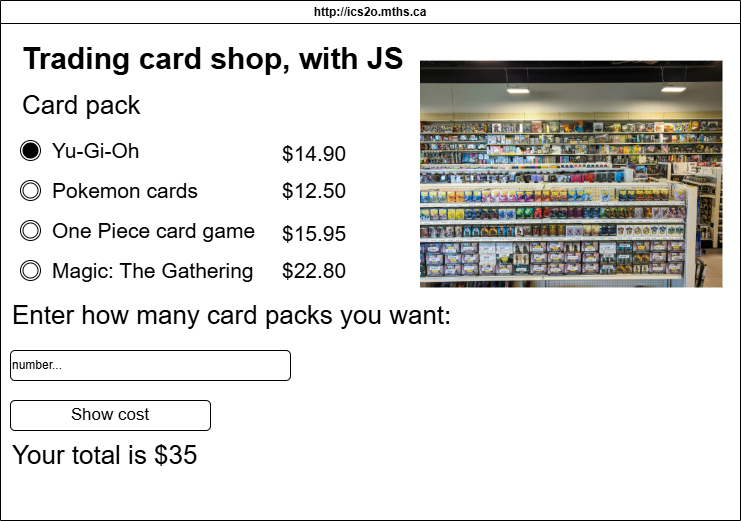 http://ics2o.mths.ca
Trading card shop, with JS
Card pack
Yu-Gi-Oh $14.90
Pokemon cards $12.50
One Piece card game $15.95
Magic: The Gathering $22.80
Enter how many card packs you want:
number...
Show cost
Your total is $35